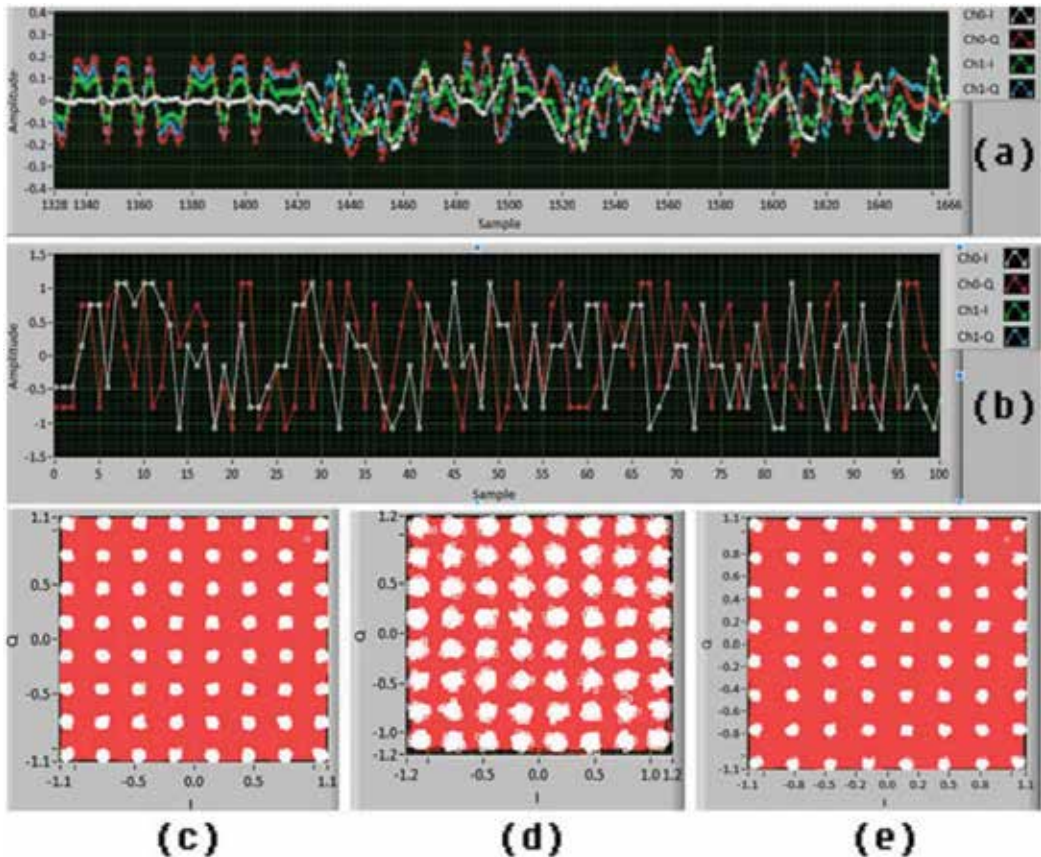 0.4
0.3
0.2
0.1
0
-0.1
-0.2
-0.3
-0.4
Amplitude
1328 1340 1360 1380 1400 1420 1440 1460 1480 1500 1520 1540 1560 1580 1600 1620 1640 1666
Sample
Ch0-I
Ch0-Q
Ch1-I
Ch1-Q
(a)
1.5
1
0.5
0
-0.5
-1
-1.5
Amplitude
0 5 10 15 20 25 30 35 40 45 50 55 60 65 70 75 80 85 90 95 100
Sample
Ch0-I
Ch0-Q
Ch1-I
Ch1-Q
(b)
1.1
0.5
0.0
-0.5
-1.1
Q
-1.1 -0.5 0.0 0.5 1.1
I
(c)
1.2
0.5
0.0
-0.5
-1.0
-1.2
Q
-1.2 -0.5 0.0 0.5 1.0 1.2
I
(d)
1.1
0.8
0.6
0.4
0.2
0.0
-0.2
-0.4
-0.6
-0.8
-1.1
Q
-1.1 -0.8 -0.6 -0.4 -0.2 0.0 0.2 0.4 0.6 0.8 1.1
I
(e)